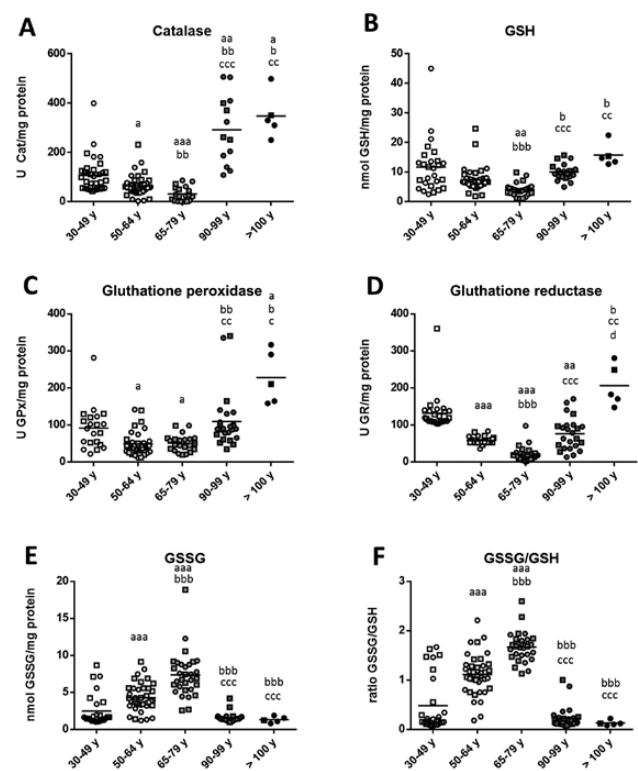 A
Catalase
U Cat/mg protein
600
400
200
0
a
aaa
bb
aa
bb
ccc
a
b
cc
30-49 y
50-64 y
65-79 y
90-99 y
> 100 y
B
GSH
nmol GSH/mg protein
50
40
30
20
10
0
aa
bbb
b
ccc
b
cc
30-49 y
50-64 y
65-79 y
90-99 y
> 100 y
C
Gluthatione peroxidase
U GPx/mg protein
400
300
200
100
0
a
a
bb
cc
a
b
c
30-49 y
50-64 y
65-79 y
90-99 y
> 100 y
D
Gluthatione reductase
U GR/mg protein
400
300
200
100
0
aaa
aaa
bbb
aa
ccc
b
cc
d
30-49 y
50-64 y
65-79 y
90-99 y
> 100 y
E
GSSG
nmol GSSG/mg protein
20
15
10
5
0
aaa
aaa
bbb
bbb
ccc
bbb
ccc
30-49 y
50-64 y
65-79 y
90-99 y
> 100 y
F
GSSG/GSH
ratio GSSG/GSH
3
2
1
0
aaa
aaa
bbb
bbb
ccc
bbb
ccc
30-49 y
50-64 y
65-79 y
90-99 y
> 100 y